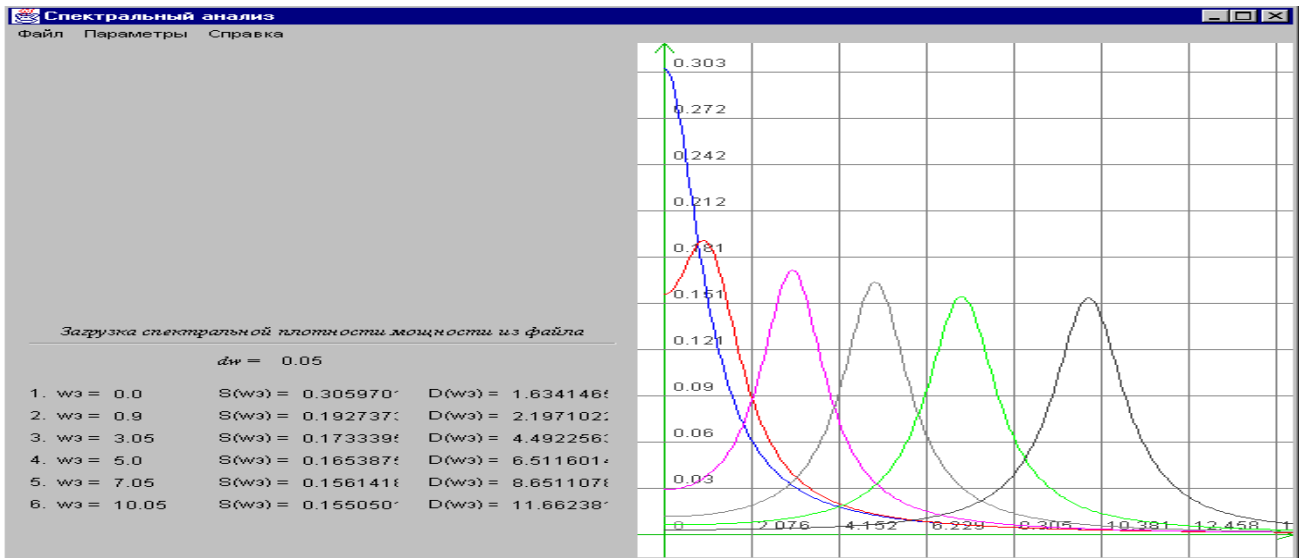 Спектральный анализ
Файл Параметры Справка
Загрузка спектральной плотности мощности из файла
dw = 0.05
1. wэ = 0.0 S(wэ) = 0.305970 D(wэ) = 1.634146
2. wэ = 0.9 S(wэ) = 0.192737 D(wэ) = 2.197102
3. wэ = 3.05 S(wэ) = 0.173339 D(wэ) = 4.492256
4. wэ = 5.0 S(wэ) = 0.165387 D(wэ) = 6.511601
5. wэ = 7.05 S(wэ) = 0.156141 D(wэ) = 8.651107
6. wэ = 10.05 S(wэ) = 0.155050 D(wэ) = 11.66238
0.303
0.272
0.242
0.212
0.181
0.151
0.121
0.09
0.06
0.03
0 2.076 4.152 6.229 8.305 10.381 12.458 1